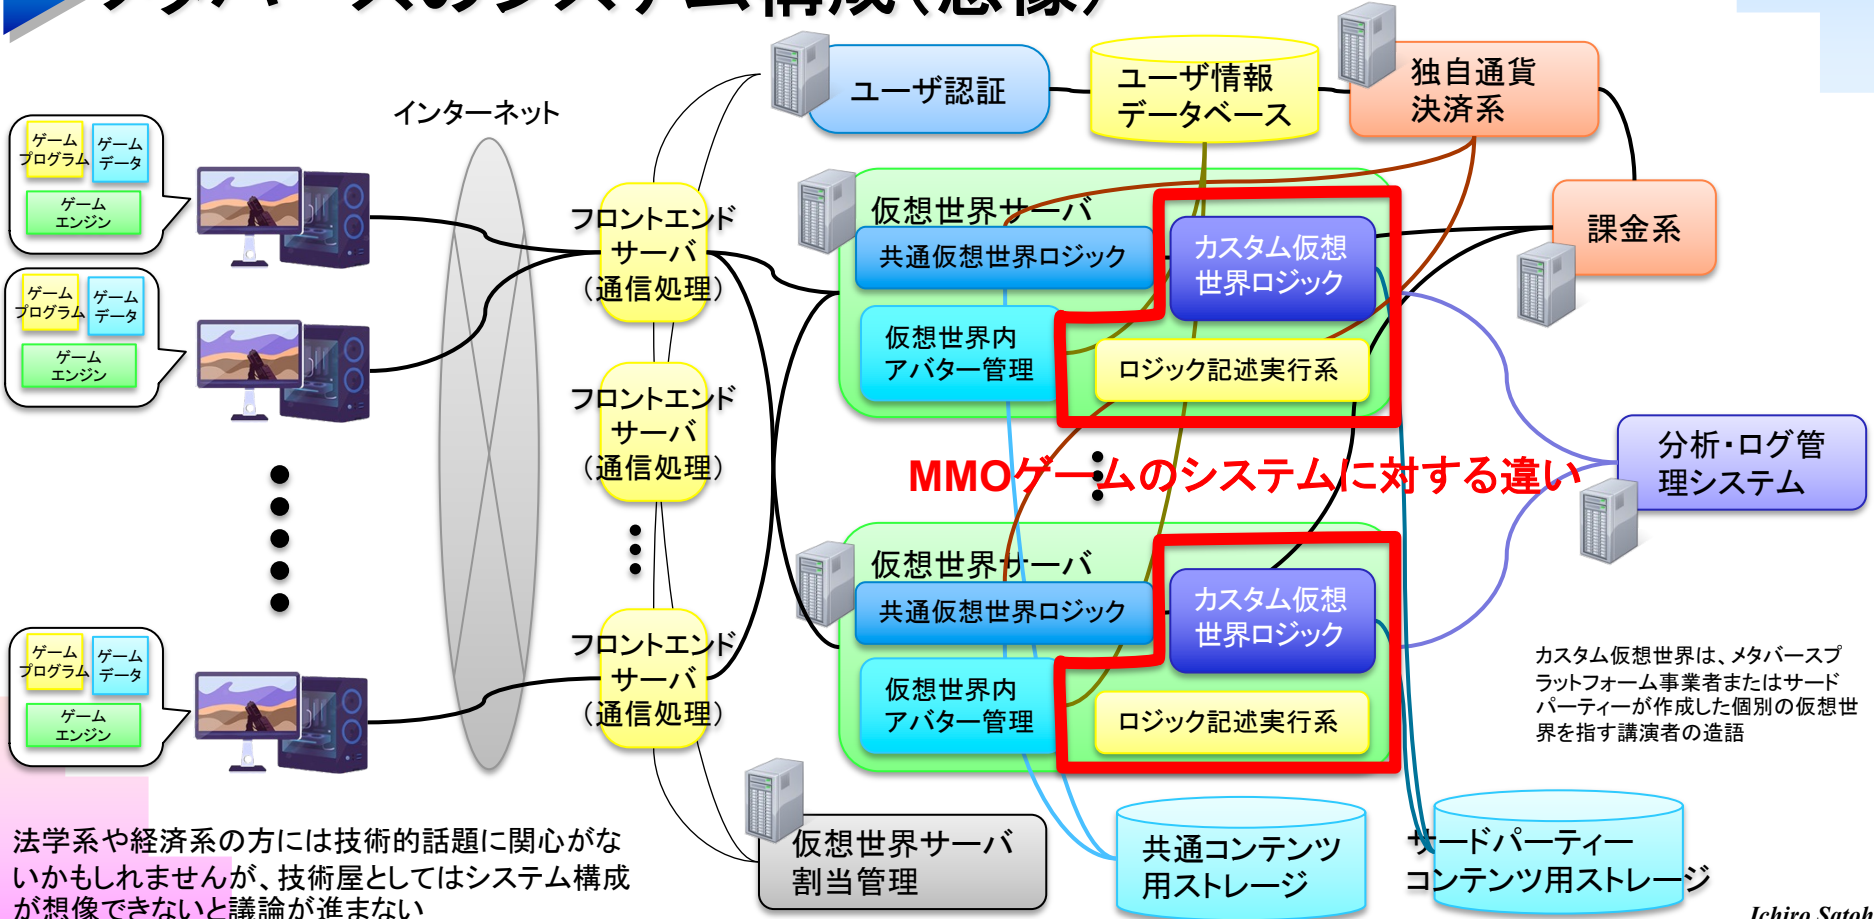 メタバースのシステム構成（想像）
インターネット
ゲーム
プログラム
ゲーム
データ
ゲーム
エンジン
ゲーム
プログラム
ゲーム
データ
ゲーム
エンジン
ゲーム
プログラム
ゲーム
データ
ゲーム
エンジン
フロントエンド
サーバ
（通信処理）
フロントエンド
サーバ
（通信処理）
フロントエンド
サーバ
（通信処理）
ユーザ認証
ユーザ情報
データベース
独自通貨
決済系
課金系
仮想世界サーバ
共通仮想世界ロジック
カスタム仮想
世界ロジック
仮想世界内
アバター管理
ロジック記述実行系
MMOゲームのシステムに対する違い
分析・ログ管
理システム
仮想世界サーバ
共通仮想世界ロジック
カスタム仮想
世界ロジック
仮想世界内
アバター管理
ロジック記述実行系
カスタム仮想世界は、メタバースプ
ラットフォーム事業者またはサード
パーティーが作成した個別の仮想世
界を指す講演者の造語
仮想世界サーバ
割当管理
共通コンテンツ
用ストレージ
サードパーティー
コンテンツ用ストレージ
法学系や経済系の方には技術的話題に関心がな
いかもしれませんが、技術屋としてはシステム構成
が想像できないと議論が進まない
Ichiro Satoh